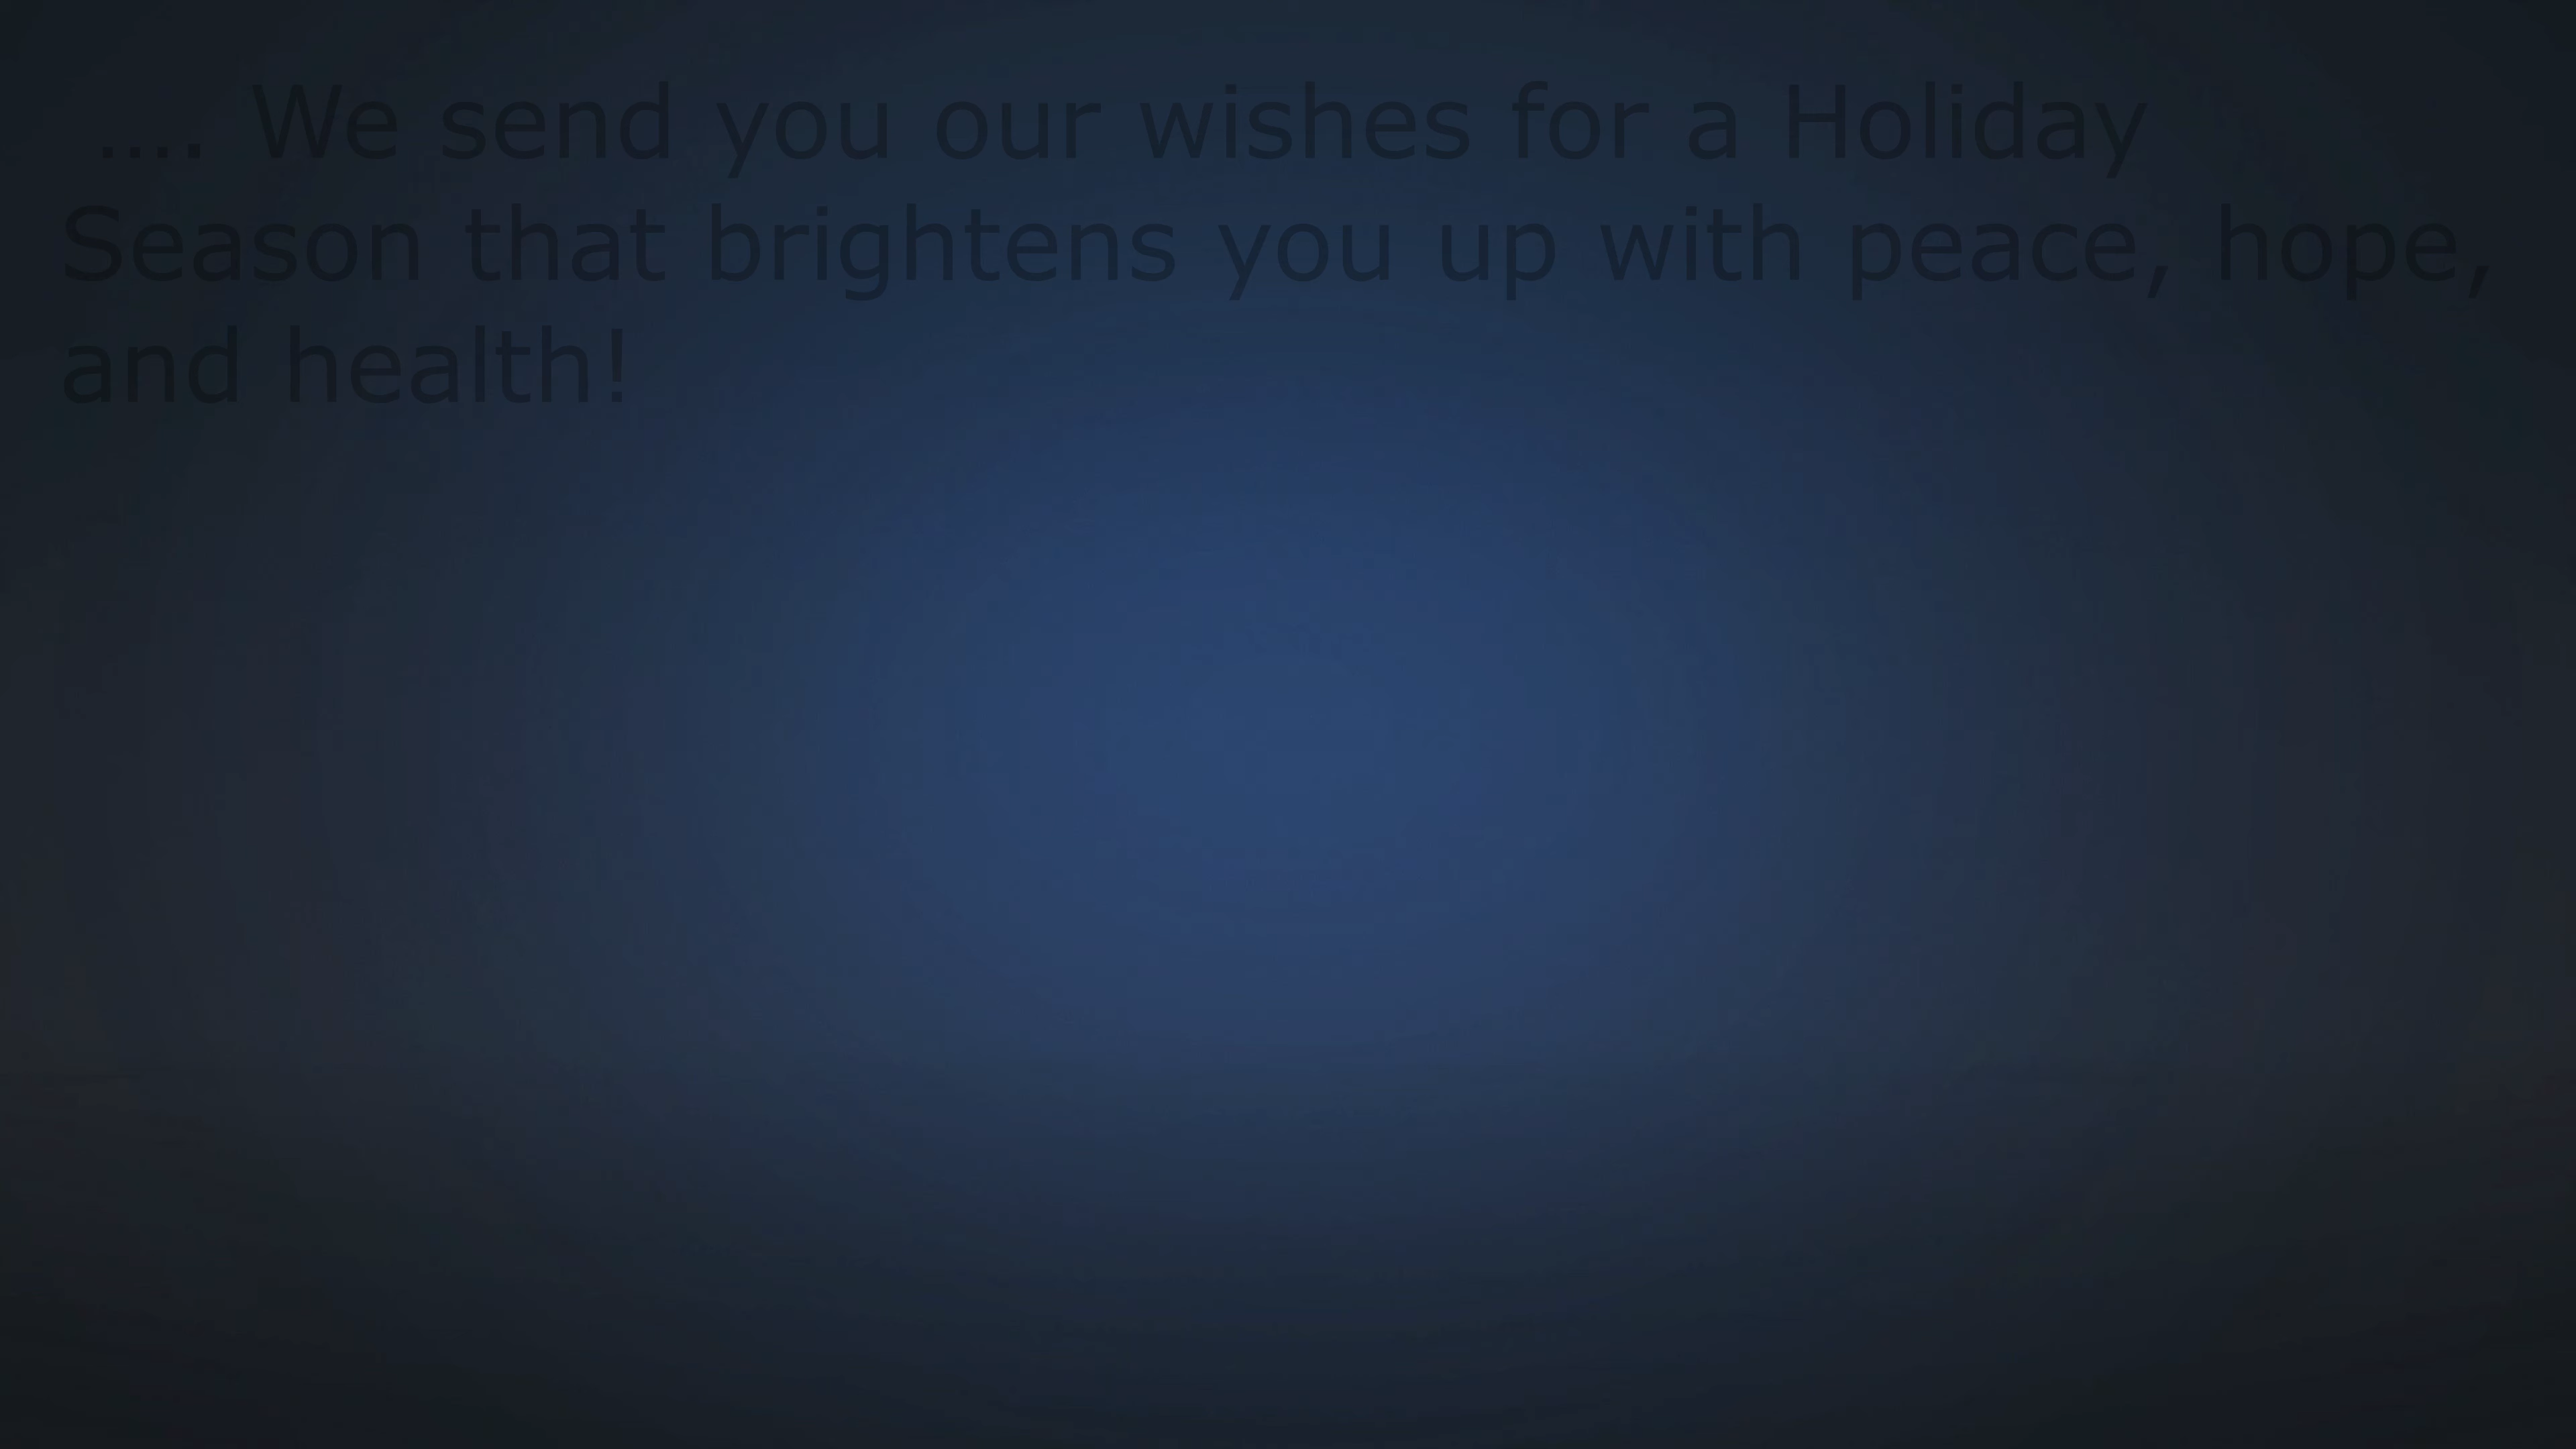 .... We send you our wishes for a Holiday
Season that brightens you up with peace, hope,
and health!